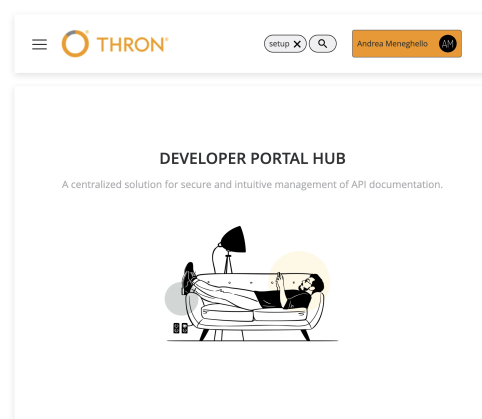 THRON
setup
Andrea Meneghello
AM
DEVELOPER PORTAL HUB
A centralized solution for secure and intuitive management of API documentation.